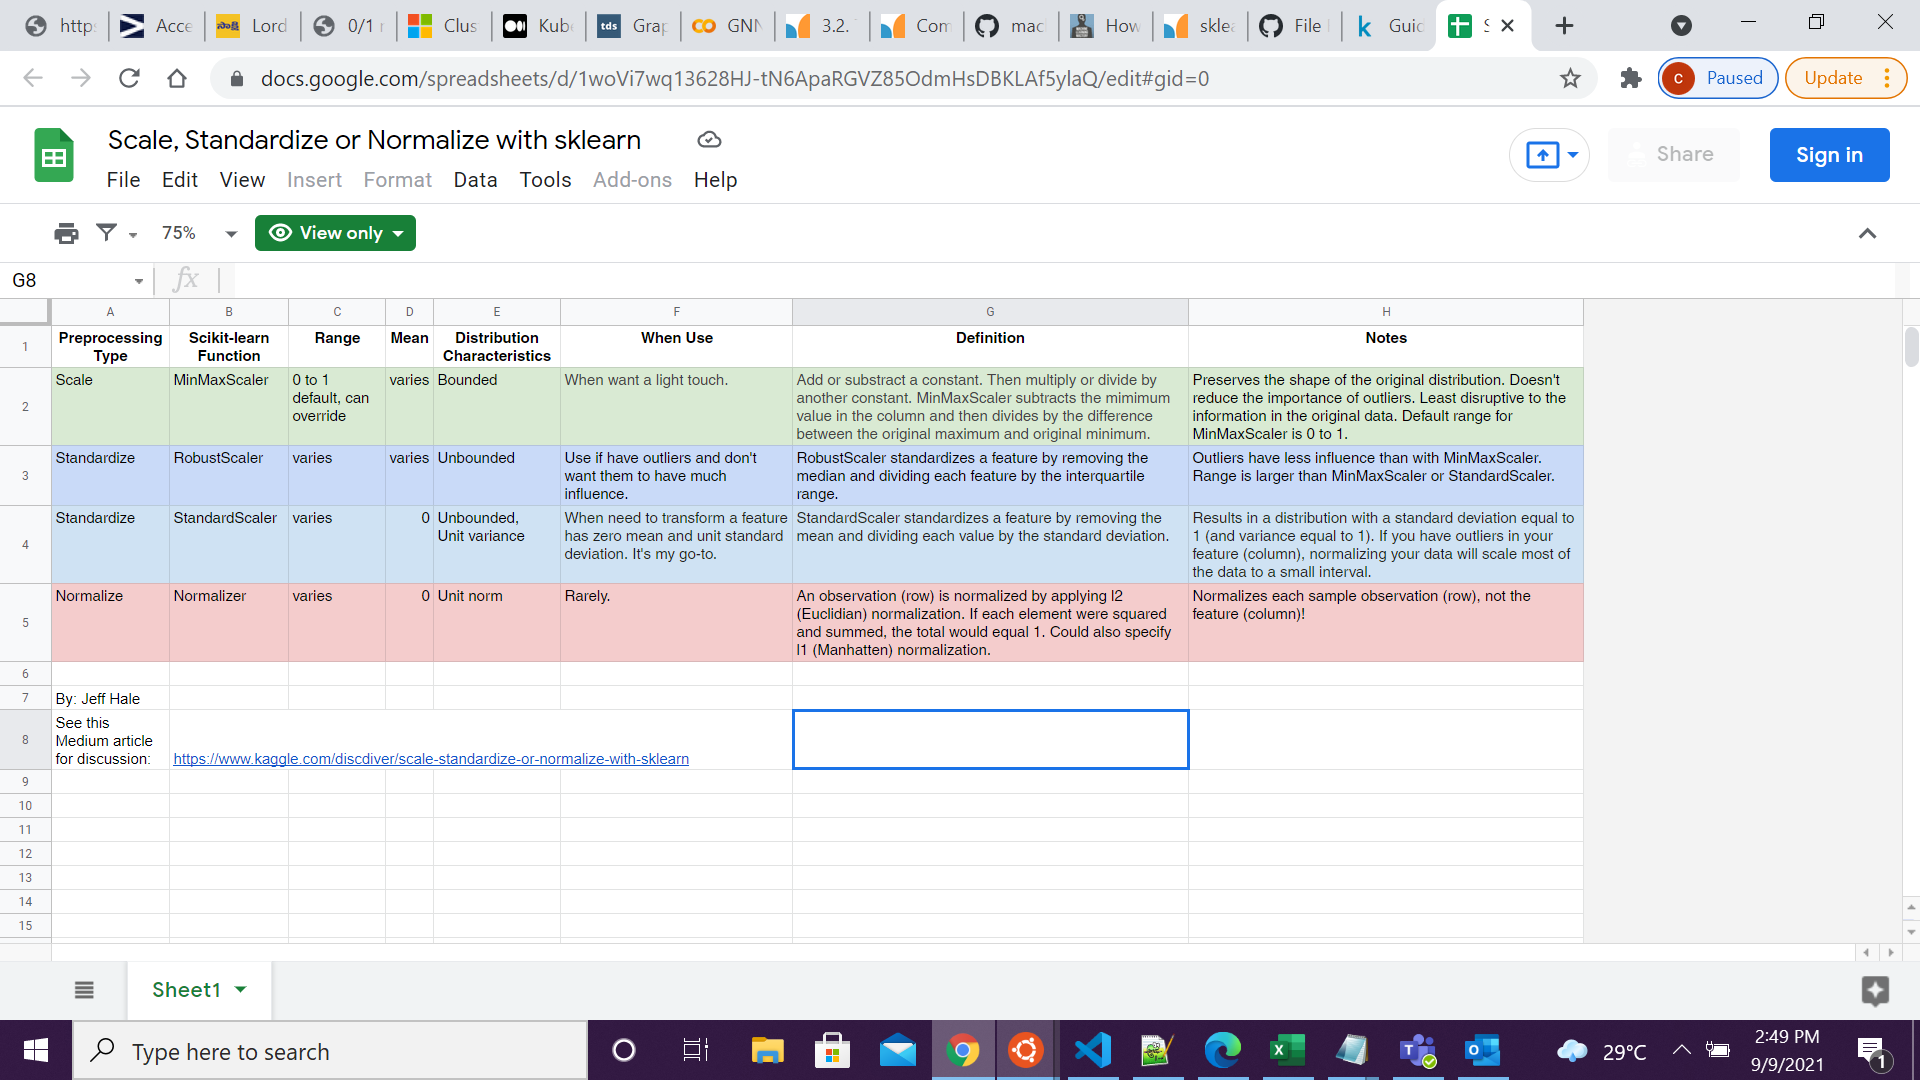 https
Acce
Lord
0/1 r
Clus
Kube
tds
Grap
GNN
3.2.
Com
macl
How
sklea
File
Guid
docs.google.com/spreadsheets/d/1woVi7wq13628HJ-tN6ApaRGVZ85OdmHsDBKLAf5ylaQ/edit#gid=0
C Paused
Update
Scale, Standardize or Normalize with sklearn
Share
Sign in
File Edit View Insert Format Data Tools Add-ons Help
75%
View only
G8
fx
A B C D E F G H
1
Preprocessing Type
Scikit-learn Function
Range
Mean
Distribution Characteristics
When Use
Definition
Notes
2
Scale
MinMaxScaler
0 to 1
default, can
override
varies
Bounded
When want a light touch.
Add or substract a constant. Then multiply or divide by
another constant. MinMaxScaler subtracts the mimimum
value in the column and then divides by the difference
between the original maximum and original minimum.
Preserves the shape of the original distribution. Doesn't
reduce the importance of outliers. Least disruptive to the
information in the original data. Default range for
MinMaxScaler is 0 to 1.
3
Standardize
RobustScaler
varies
varies
Unbounded
Use if have outliers and don't
want them to have much
influence.
RobustScaler standardizes a feature by removing the
median and dividing each feature by the interquartile
range.
Outliers have less influence than with MinMaxScaler.
Range is larger than MinMaxScaler or StandardScaler.
4
Standardize
StandardScaler
varies
0
Unbounded,
Unit variance
When need to transform a feature
has zero mean and unit standard
deviation. It's my go-to.
StandardScaler standardizes a feature by removing the
mean and dividing each value by the standard deviation.
Results in a distribution with a standard deviation equal to
1 (and variance equal to 1). If you have outliers in your
feature (column), normalizing your data will scale most of
the data to a small interval.
5
Normalize
Normalizer
varies
0
Unit norm
Rarely.
An observation (row) is normalized by applying l2
(Euclidian) normalization. If each element were squared
and summed, the total would equal 1. Could also specify
l1 (Manhatten) normalization.
Normalizes each sample observation (row), not the
feature (column)!
6
7
By: Jeff Hale
8
See this
Medium article
for discussion:
https://www.kaggle.com/discdiver/scale-standardize-or-normalize-with-sklearn
9
10
11
12
13
14
15
Sheet1
Type here to search
29°C
2:49 PM
9/9/2021
1